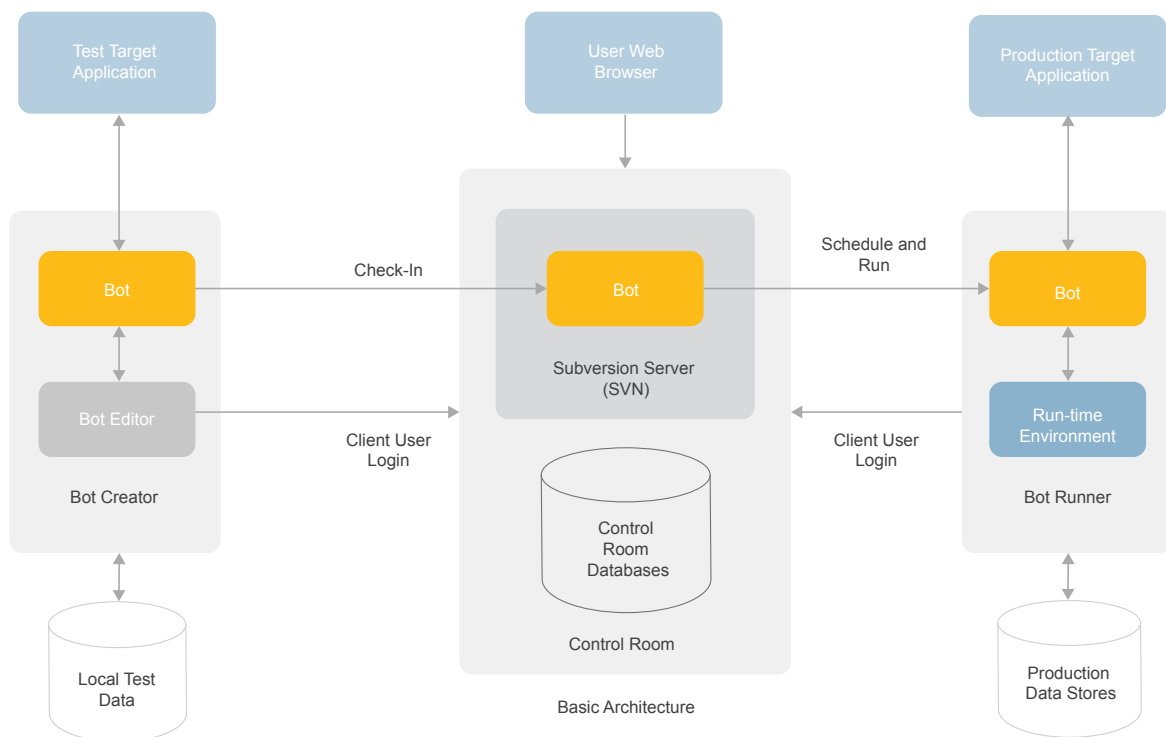 Test Target
Application
User Web
Browser
Production Target
Application
Bot
Check-In
Bot
Schedule and
Run
Bot
Subversion Server
(SVN)
Bot Editor
Client User
Login
Client User
Login
Run-time
Environment
Bot Creator
Bot Runner
Control
Room
Databases
Control Room
Local Test
Data
Production
Data Stores
Basic Architecture